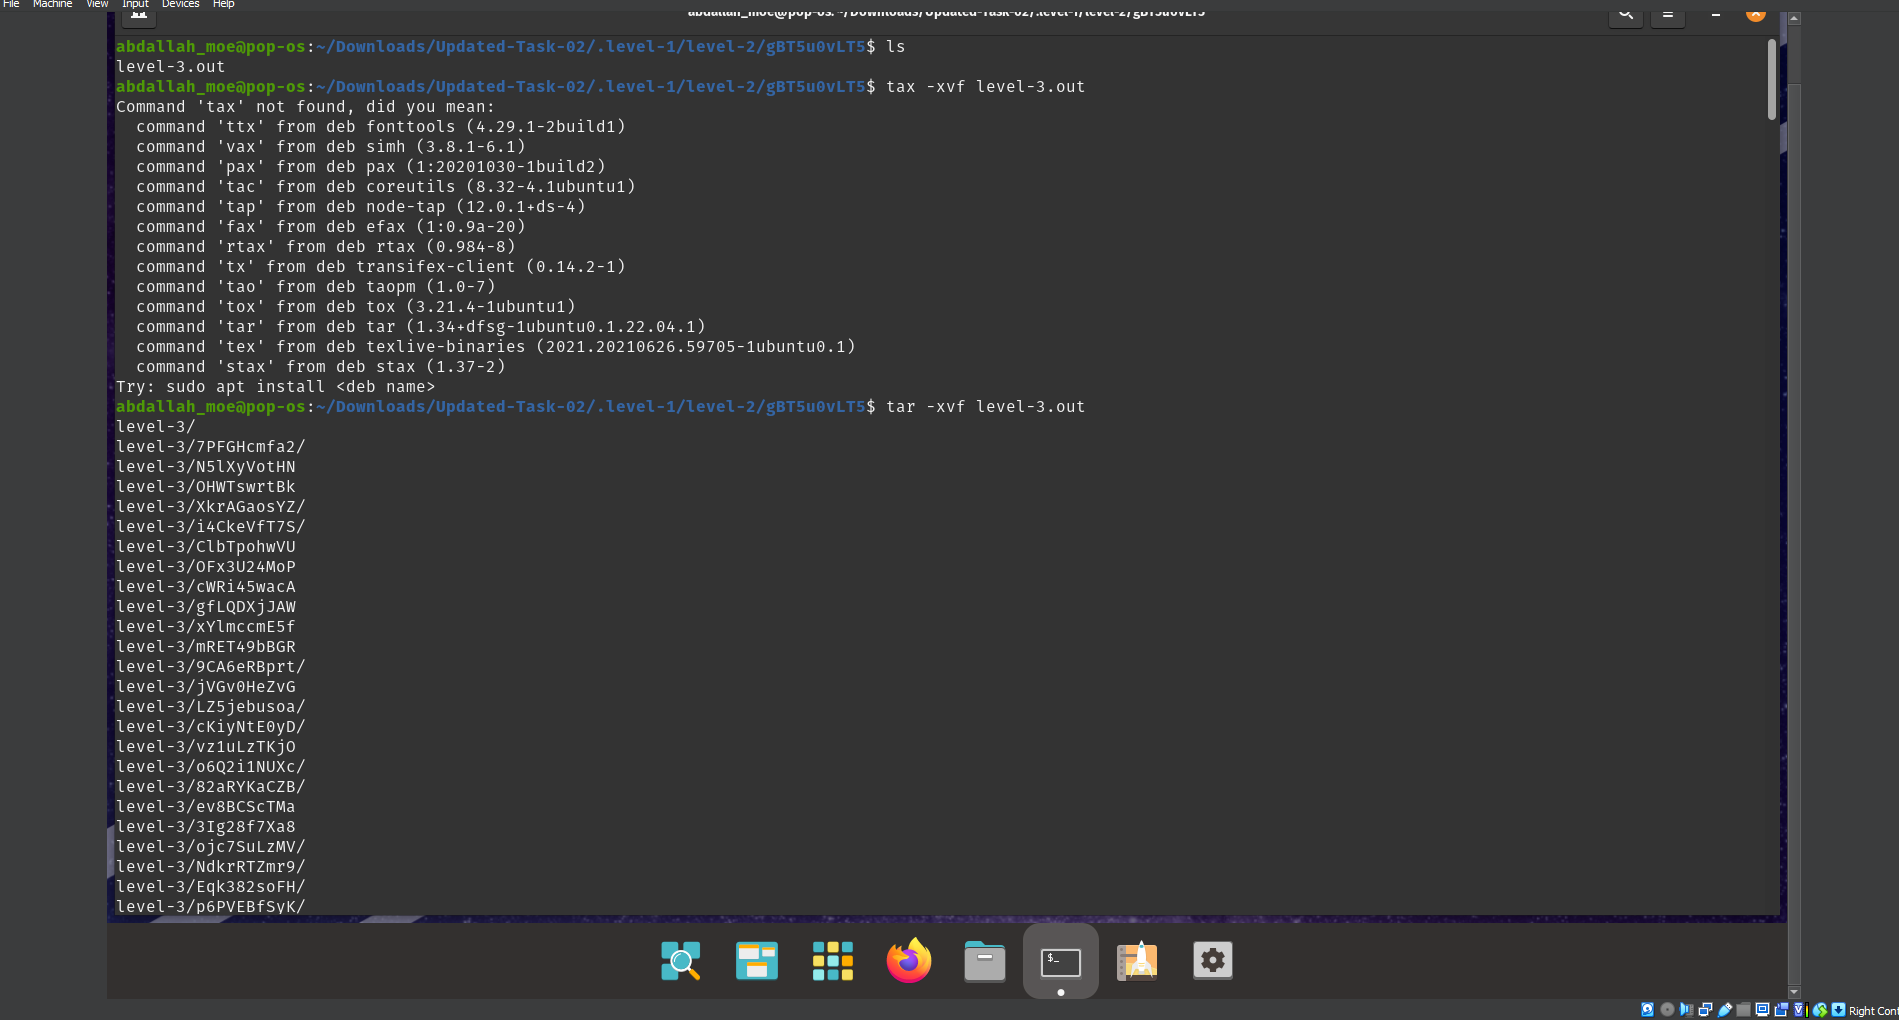 File Machine View Input Devices Help
abdallah_moe@pop-os: ~/Downloads/Updated-Task-02/.level-1/level-2/gBT5u0vLT5
abdallah_moe@pop-os:~/Downloads/Updated-Task-02/.level-1/level-2/gBT5u0vLT5$ ls
level-3.out
abdallah_moe@pop-os:~/Downloads/Updated-Task-02/.level-1/level-2/gBT5u0vLT5$ tax -xvf level-3.out
Command 'tax' not found, did you mean:
  command 'ttx' from deb fonttools (4.29.1-2build1)
  command 'vax' from deb simh (3.8.1-6.1)
  command 'pax' from deb pax (1:20201030-1build2)
  command 'tac' from deb coreutils (8.32-4.1ubuntu1)
  command 'tap' from deb node-tap (12.0.1+ds-4)
  command 'fax' from deb efax (1:0.9a-20)
  command 'rtax' from deb rtax (0.984-8)
  command 'tx' from deb transifex-client (0.14.2-1)
  command 'tao' from deb taopm (1.0-7)
  command 'tox' from deb tox (3.21.4-1ubuntu1)
  command 'tar' from deb tar (1.34+dfsg-1ubuntu0.1.22.04.1)
  command 'tex' from deb texlive-binaries (2021.20210626.59705-1ubuntu0.1)
  command 'stax' from deb stax (1.37-2)
Try: sudo apt install <deb name>
abdallah_moe@pop-os:~/Downloads/Updated-Task-02/.level-1/level-2/gBT5u0vLT5$ tar -xvf level-3.out
level-3/
level-3/7PFGHcmfa2/
level-3/N5lXyVotHN
level-3/OHWTswrtBk
level-3/XkrAGaosYZ/
level-3/i4CkeVfT7S/
level-3/ClbTpohwVU
level-3/OFx3U24MoP
level-3/cWRi45wacA
level-3/gfLQDXjJAW
level-3/xYlmccmE5f
level-3/mRET49bBGR
level-3/9CA6eRBprt/
level-3/jVGv0HeZvG
level-3/LZ5jebusoa/
level-3/cKiyNtE0yD/
level-3/vz1uLzTKjO
level-3/o6Q2i1NUXc/
level-3/82aRYKaCZB/
level-3/ev8BCScTMa
level-3/3Ig28f7Xa8
level-3/ojc7SuLzMV/
level-3/NdkrRTZmr9/
level-3/Eqk382soFH/
level-3/p6PVEBfSyK/
$_
Right Cont